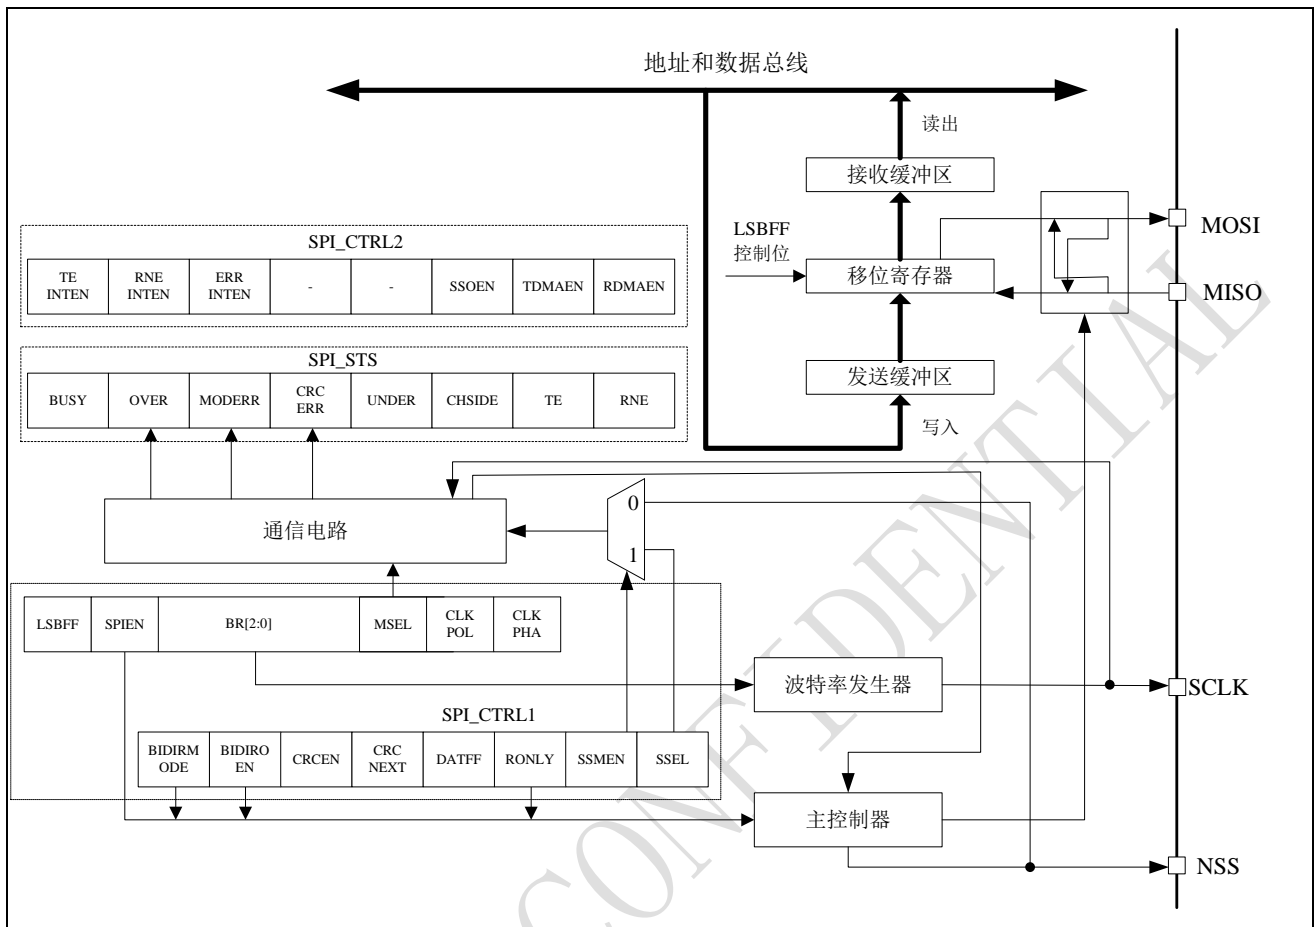 地址和数据总线
读出
接收缓冲区
MOSI
LSBFF
控制位
移位寄存器
MISO
SPI_CTRL2
TE
INTEN
RNE
INTEN
ERR
INTEN
-
-
SSOEN
TDMAEN
RDMAEN
SPI_STS
BUSY
OVER
MODERR
CRC
ERR
UNDER
CHSIDE
TE
RNE
发送缓冲区
写入
通信电路
0
1
LSBFF
SPIEN
BR[2:0]
MSEL
CLK
POL
CLK
PHA
波特率发生器
SCLK
SPI_CTRL1
BIDIRM
ODE
BIDIRO
EN
CRCEN
CRC
NEXT
DATFF
RONLY
SSMEN
SSEL
主控制器
NSS
CONFIDENTIAL